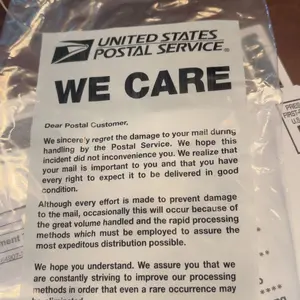 UNITED STATES
POSTAL SERVICE®
WE CARE
Dear Postal Customer,
We sincerely regret the damage to your mail during
handling by the Postal Service. We hope this
incident did not inconvenience you. We realize that
your mail is important to you and that you have
every right to expect it to be delivered in good
condition.
Although every effort is made to prevent damage
to the mail, occasionally this will occur because of
the great volume handled and the rapid processing
methods which must be employed to assure the
most expeditous distribution possible.
We hope you understand. We assure you that we
are constantly striving to improve our processing
methods in order that even a rare occurrence may
PRES
FIRST-
U.S.